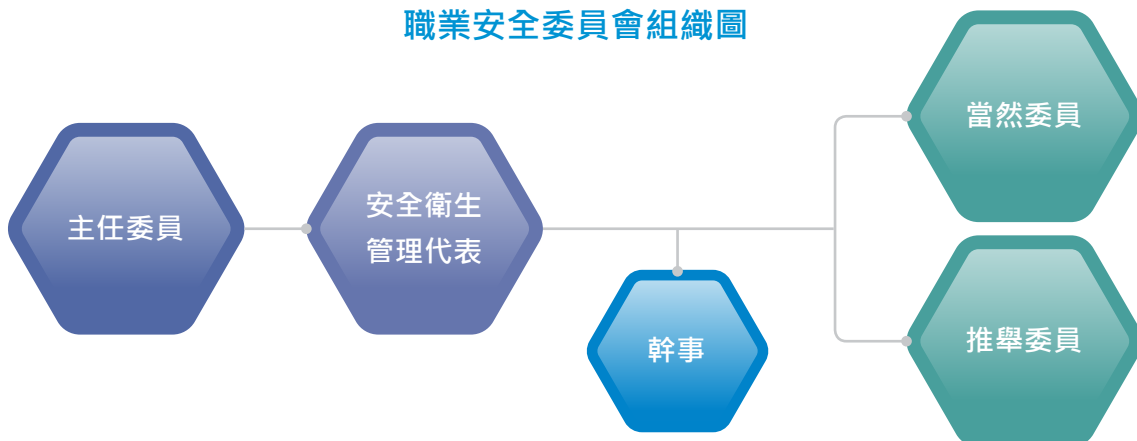 職業安全委員會組織圖
主任委員
安全衛生
管理代表
幹事
當然委員
推舉委員